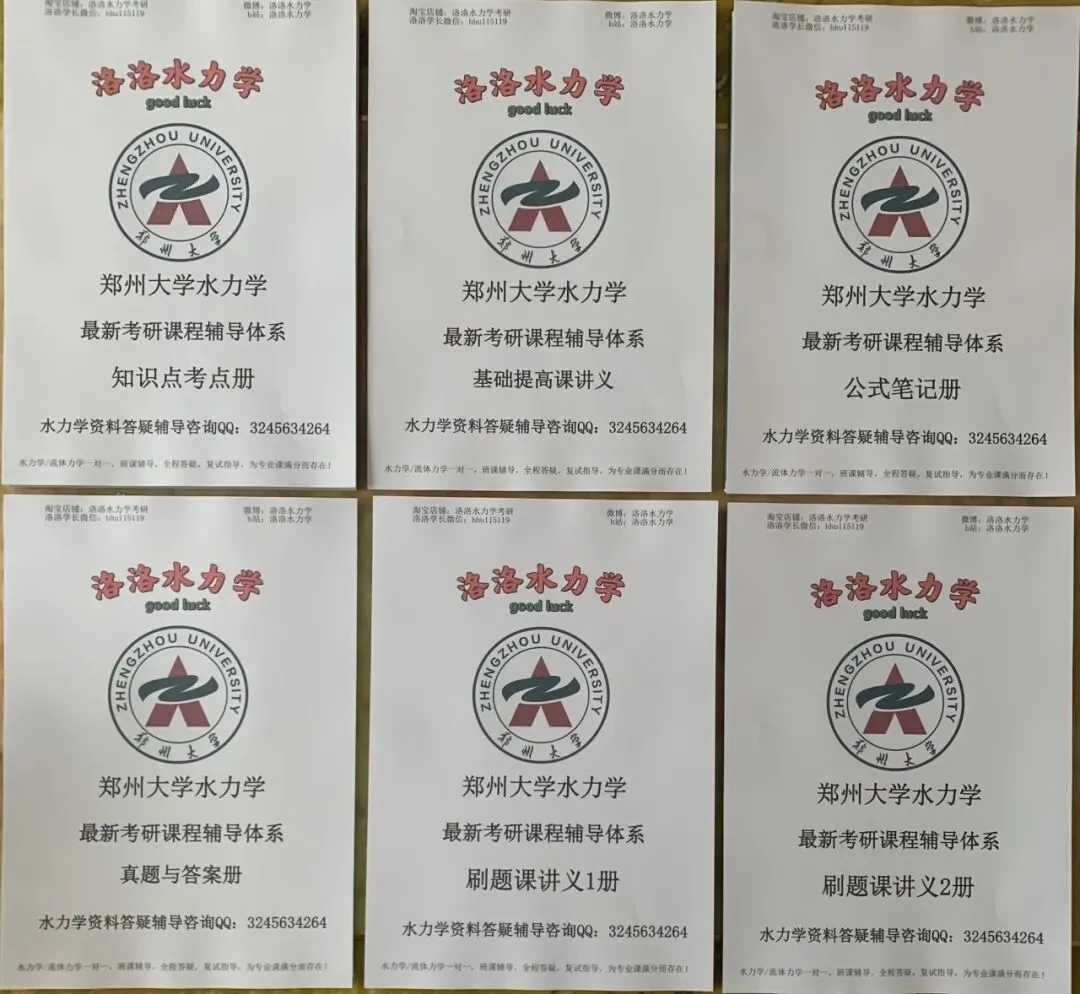 淘宝店铺：洛洛水力学考研
洛洛学长微信：hhu115119
微博：洛洛水力学
b站：洛洛水力学
洛洛水力学
good luck
ZHENGZHOU UNIVERSITY
郑州大学
郑州大学水力学
最新考研课程辅导体系
知识点考点册
水力学资料答疑辅导咨询QQ：3245634264
水力学/流体力学一对一，班课辅导，全程答疑，复试指导，为专业课满分而存在！
淘宝店铺：洛洛水力学考研
洛洛学长微信：hhu115119
微博：洛洛水力学
b站：洛洛水力学
洛洛水力学
good luck
ZHENGZHOU UNIVERSITY
郑州大学
郑州大学水力学
最新考研课程辅导体系
基础提高课讲义
水力学资料答疑辅导咨询QQ：3245634264
水力学/流体力学一对一，班课辅导，全程答疑，复试指导，为专业课满分而存在！
淘宝店铺：洛洛水力学考研
洛洛学长微信：hhu115119
微博：洛洛水力学
b站：洛洛水力学
洛洛水力学
good luck
ZHENGZHOU UNIVERSITY
郑州大学
郑州大学水力学
最新考研课程辅导体系
公式笔记册
水力学资料答疑辅导咨询QQ：3245634264
水力学/流体力学一对一，班课辅导，全程答疑，复试指导，为专业课满分而存在！
淘宝店铺：洛洛水力学考研
洛洛学长微信：hhu115119
微博：洛洛水力学
b站：洛洛水力学
洛洛水力学
good luck
ZHENGZHOU UNIVERSITY
郑州大学
郑州大学水力学
最新考研课程辅导体系
真题与答案册
水力学资料答疑辅导咨询QQ：3245634264
水力学/流体力学一对一，班课辅导，全程答疑，复试指导，为专业课满分而存在！
淘宝店铺：洛洛水力学考研
洛洛学长微信：hhu115119
微博：洛洛水力学
b站：洛洛水力学
洛洛水力学
good luck
ZHENGZHOU UNIVERSITY
郑州大学
郑州大学水力学
最新考研课程辅导体系
刷题课讲义1册
水力学资料答疑辅导咨询QQ：3245634264
水力学/流体力学一对一，班课辅导，全程答疑，复试指导，为专业课满分而存在！
淘宝店铺：洛洛水力学考研
洛洛学长微信：hhu115119
微博：洛洛水力学
b站：洛洛水力学
洛洛水力学
good luck
ZHENGZHOU UNIVERSITY
郑州大学
郑州大学水力学
最新考研课程辅导体系
刷题课讲义2册
水力学资料答疑辅导咨询QQ：3245634264
水力学/流体力学一对一，班课辅导，全程答疑，复试指导，为专业课满分而存在！